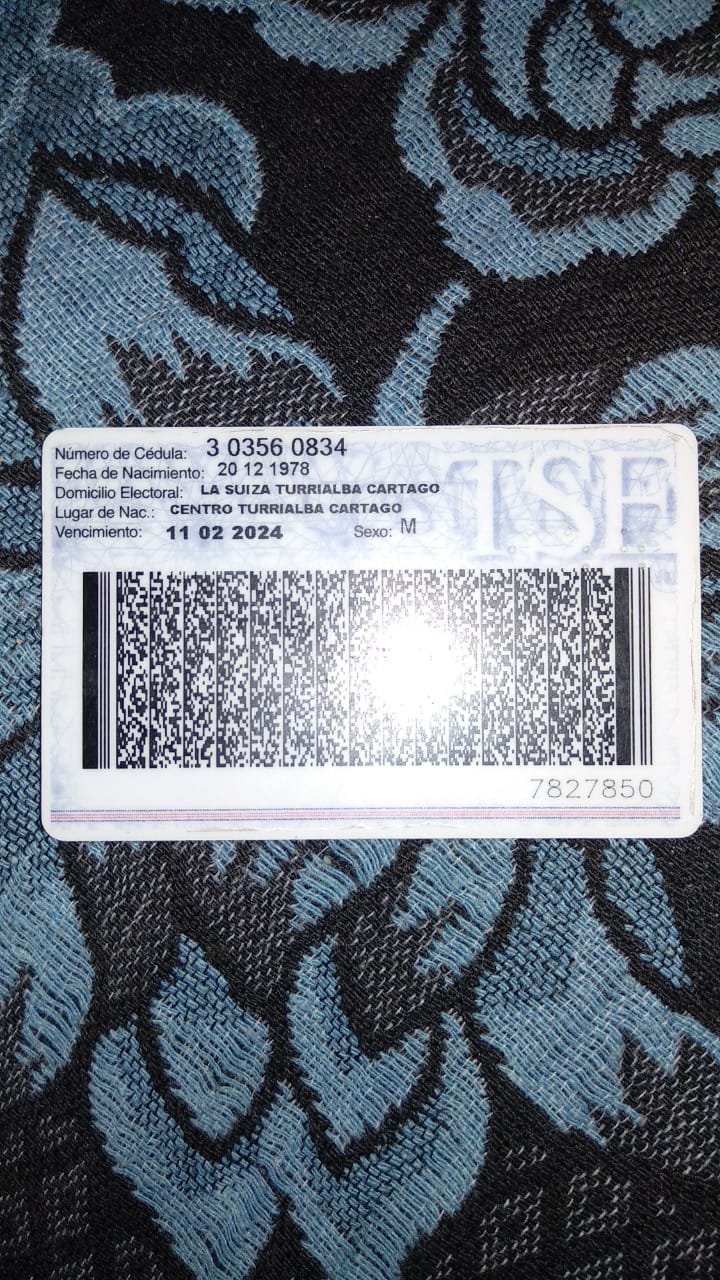 Número de Cédula: 3 0356 0834
Fecha de Nacimiento: 20 12 1978
Domicilio Electoral: LA SUIZA TURRIALBA CARTAGO
Lugar de Nac.: CENTRO TURRIALBA CARTAGO
Vencimiento: 11 02 2024 Sexo: M
TSE
7827850